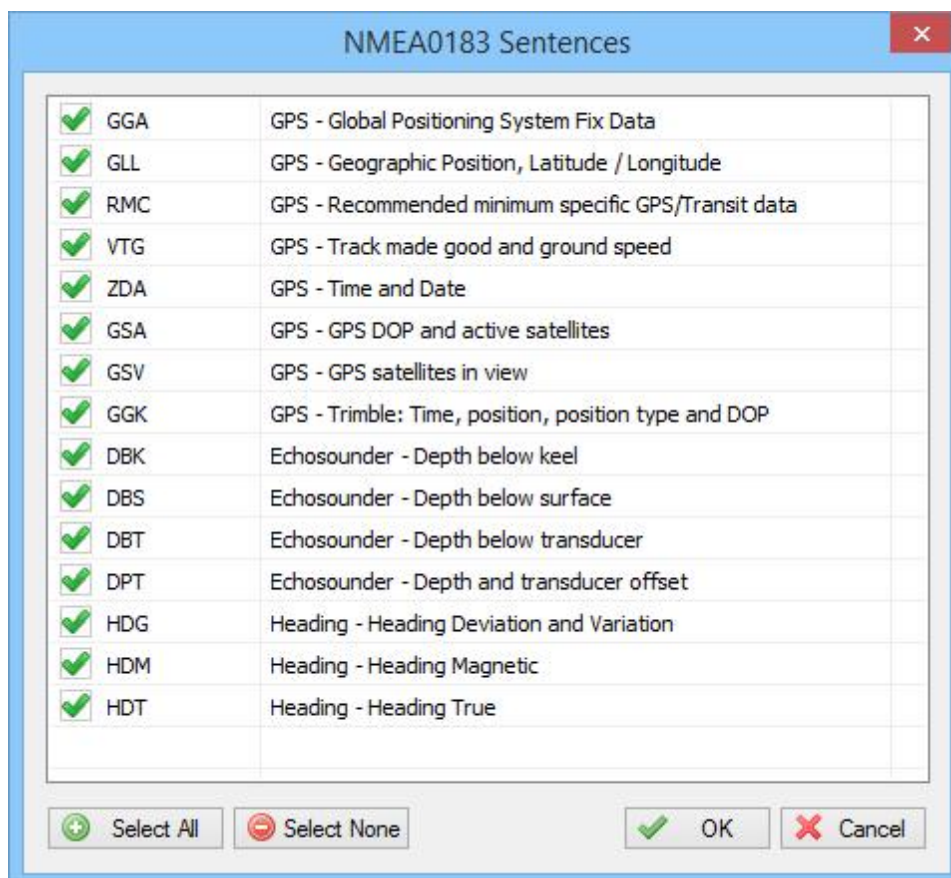 NMEA0183 Sentences
GGA GPS - Global Positioning System Fix Data
GLL GPS - Geographic Position, Latitude / Longitude
RMC GPS - Recommended minimum specific GPS/Transit data
VTG GPS - Track made good and ground speed
ZDA GPS - Time and Date
GSA GPS - GPS DOP and active satellites
GSV GPS - GPS satellites in view
GGK GPS - Trimble: Time, position, position type and DOP
DBK Echosounder - Depth below keel
DBS Echosounder - Depth below surface
DBT Echosounder - Depth below transducer
DPT Echosounder - Depth and transducer offset
HDG Heading - Heading Deviation and Variation
HDM Heading - Heading Magnetic
HDT Heading - Heading True
Select All Select None OK Cancel